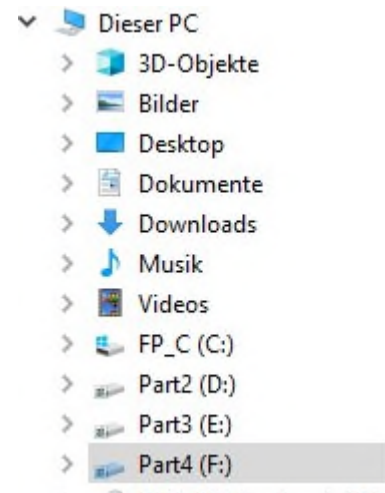 Dieser PC
3D-Objekte
Bilder
Desktop
Dokumente
Downloads
Musik
Videos
FP_C (C:)
Part2 (D:)
Part3 (E:)
Part4 (F:)